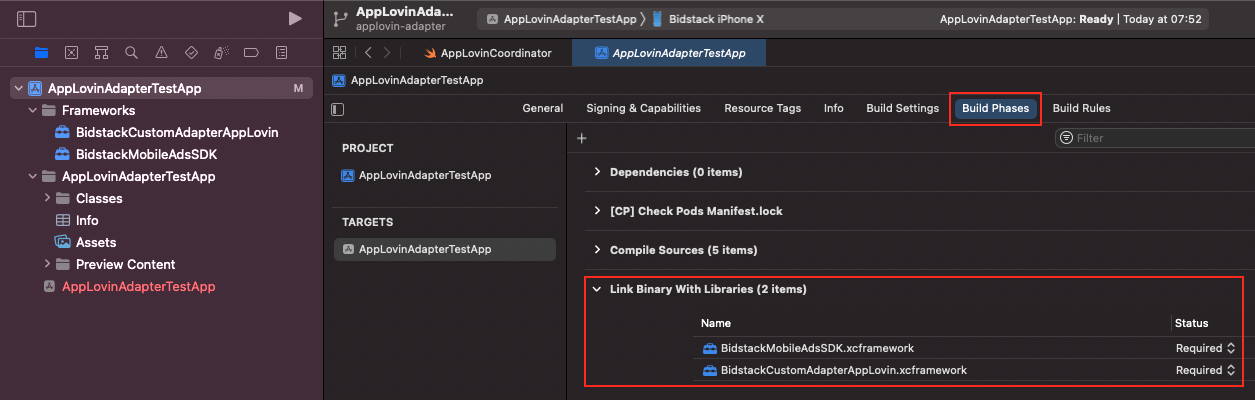 AppLovinAda...
applovin-adapter
AppLovinAdapterTestApp
Bidstack iPhone X
AppLovinAdapterTestApp: Ready | Today at 07:52
AppLovinCoordinator
AppLovinAdapterTestApp
AppLovinAdapterTestApp M
Frameworks
BidstackCustomAdapterAppLovin
BidstackMobileAdsSDK
AppLovinAdapterTestApp
Classes
Info
Assets
Preview Content
AppLovinAdapterTestApp
AppLovinAdapterTestApp
General Signing & Capabilities Resource Tags Info Build Settings Build Phases Build Rules
PROJECT
AppLovinAdapterTestApp
TARGETS
AppLovinAdapterTestApp
Filter
Dependencies (0 items)
[CP] Check Pods Manifest.lock
Compile Sources (5 items)
Link Binary With Libraries (2 items)
Name Status
BidstackMobileAdsSDK.xcframework Required
BidstackCustomAdapterAppLovin.xcframework Required